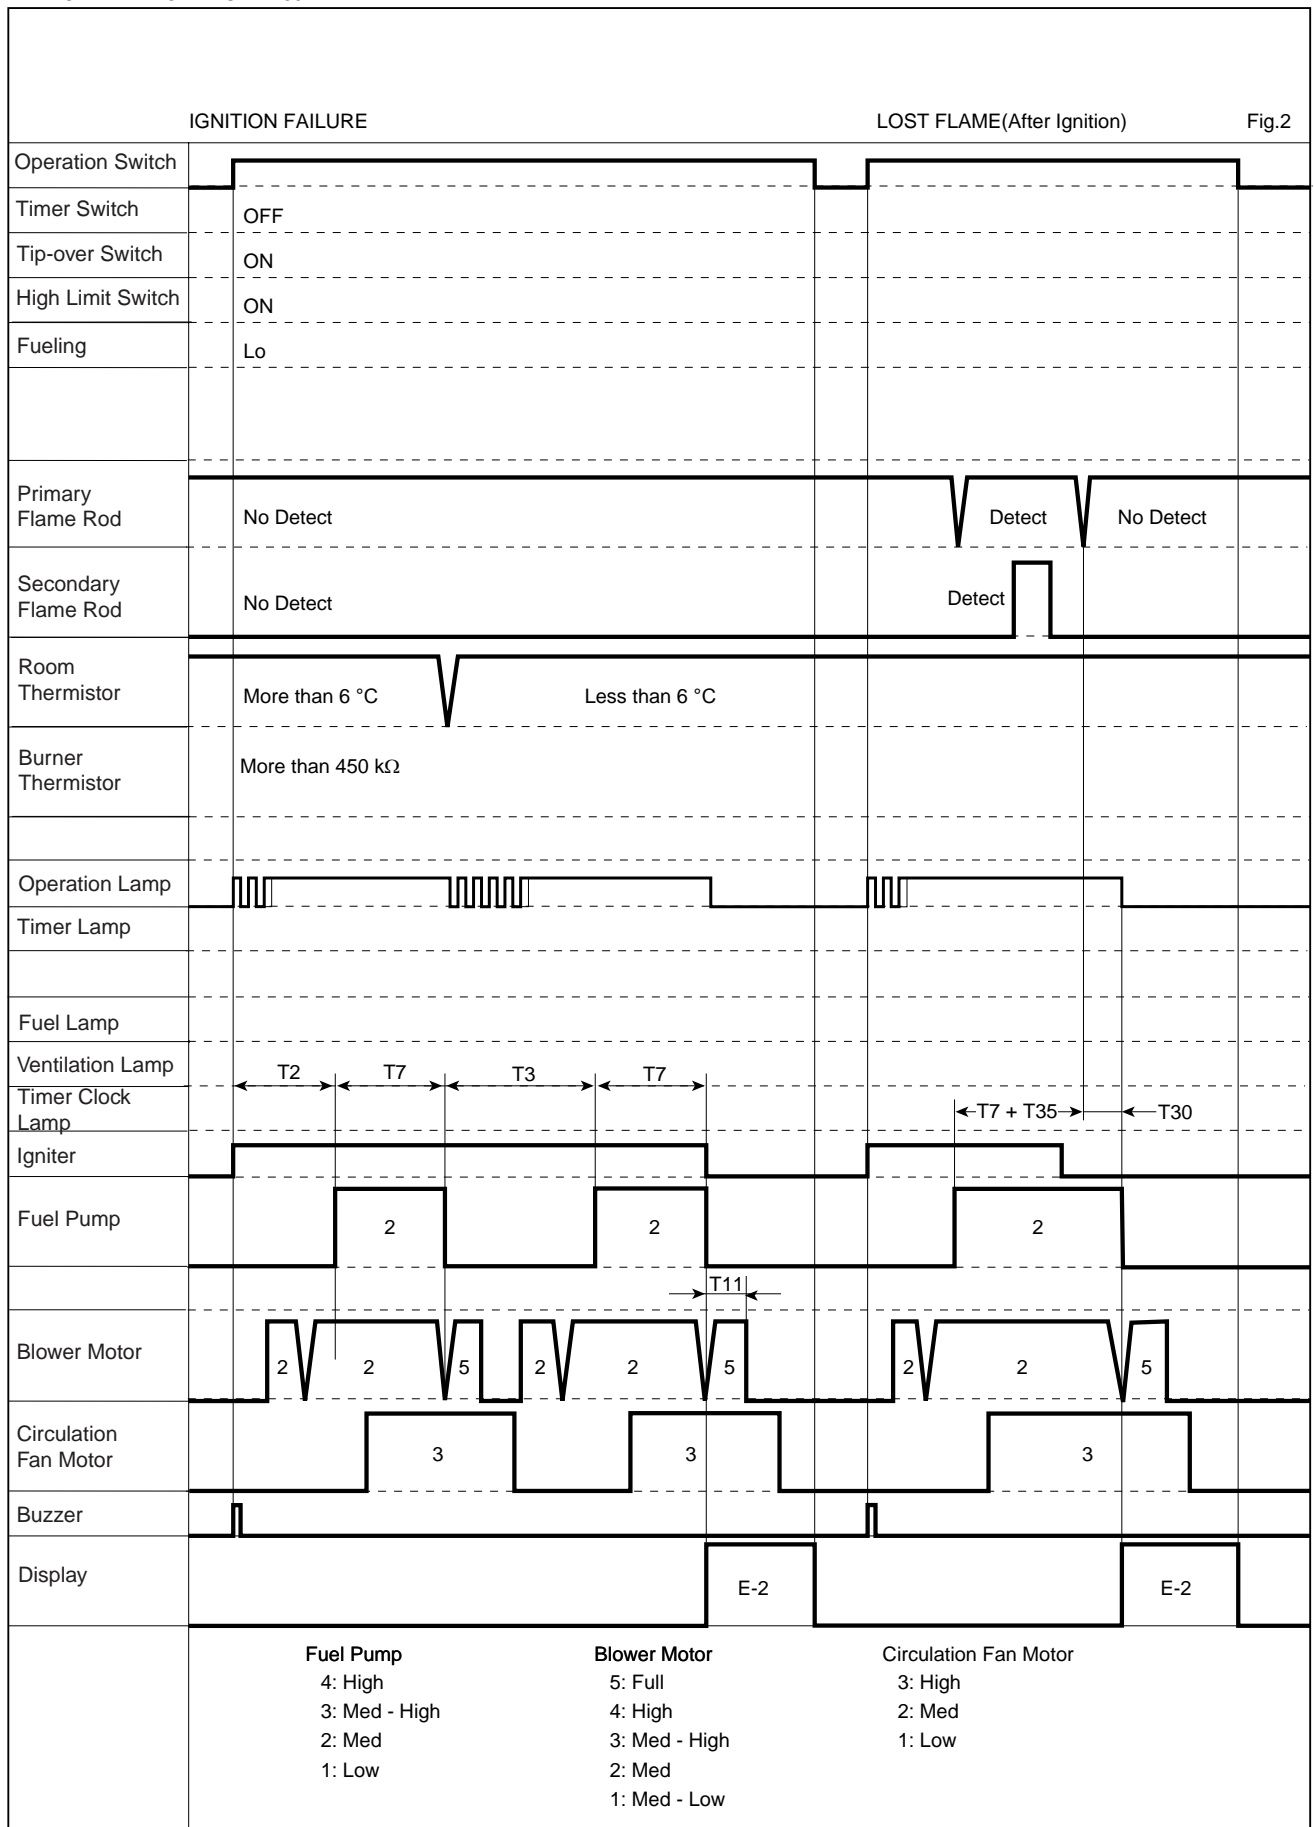 IGNITION FAILURE LOST FLAME(After Ignition) Fig.2
Operation Switch
Timer Switch OFF
Tip-over Switch ON
High Limit Switch ON
Fueling Lo
Primary
Flame Rod No Detect Detect No Detect
Secondary
Flame Rod No Detect Detect
Room
Thermistor More than 6 °C Less than 6 °C
Burner
Thermistor More than 450 kΩ
Operation Lamp
Timer Lamp
Fuel Lamp
Ventilation Lamp T2 T7 T3 T7
Timer Clock
Lamp T7 + T35 T30
Igniter
Fuel Pump 2 2 2
T11
Blower Motor 2 2 5 2 2 5 2 2 5
Circulation
Fan Motor 3 3 3
Buzzer
Display E-2 E-2
Fuel Pump Blower Motor Circulation Fan Motor
4: High 5: Full 3: High
3: Med - High 4: High 2: Med
2: Med 3: Med - High 1: Low
1: Low 2: Med
1: Med - Low